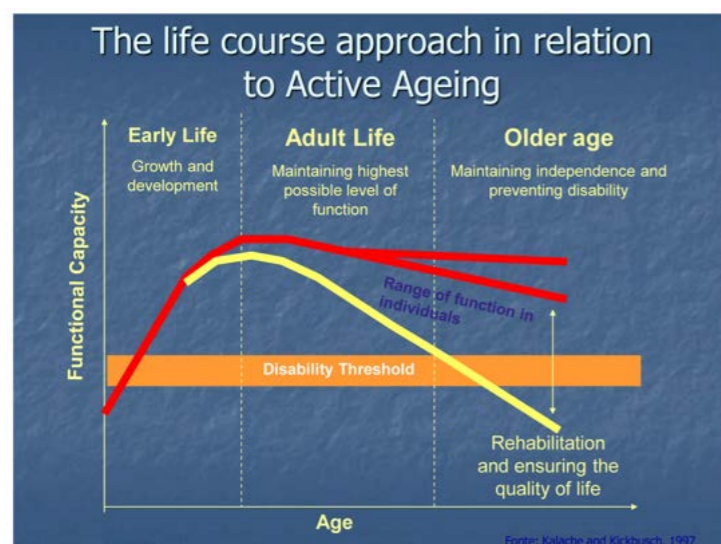 The life course approach in relation
to Active Ageing
Early Life
Growth and
development
Adult Life
Maintaining highest
possible level of
function
Older age
Maintaining independence and
preventing disability
Functional Capacity
Range of function in
individuals
Disability Threshold
Rehabilitation
and ensuring the
quality of life
Age
Fonte: Kalache and Kickbusch, 1997